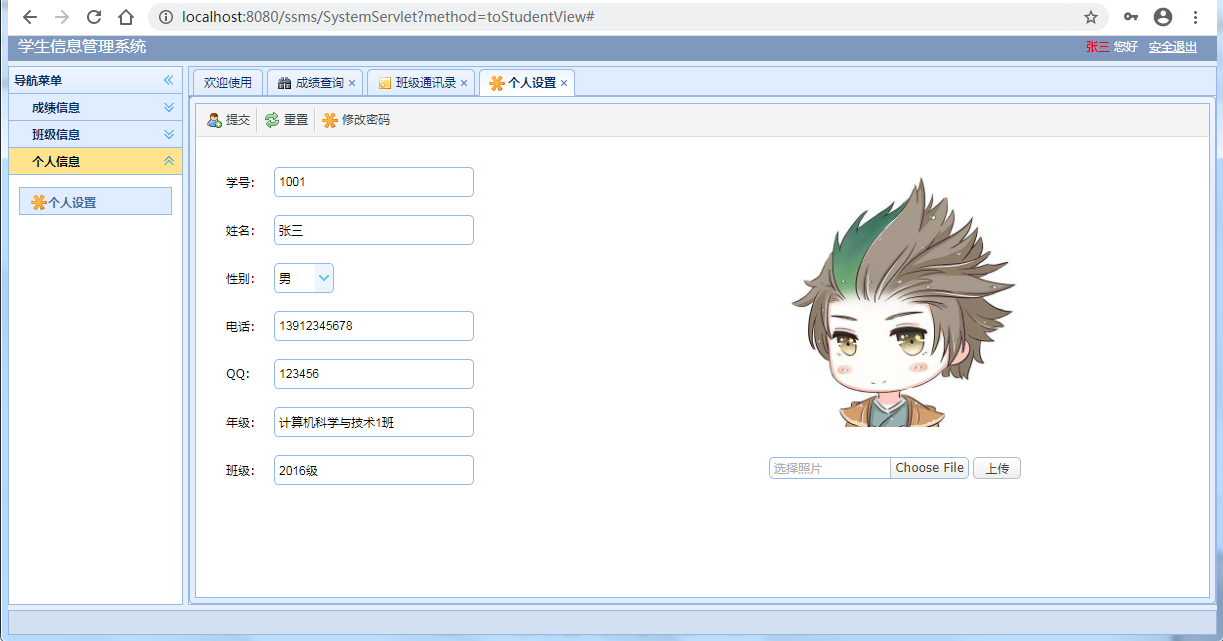 localhost:8080/ssms/SystemServlet?method=toStudentView#
学生信息管理系统
张三 您好 安全退出
导航菜单
成绩信息
班级信息
个人信息
个人设置
欢迎使用 成绩查询 班级通讯录 个人设置
提交 重置 修改密码
学号: 1001
姓名: 张三
性别: 男
电话: 13912345678
QQ: 123456
年级: 计算机科学与技术1班
班级: 2016级
选择照片 Choose File 上传